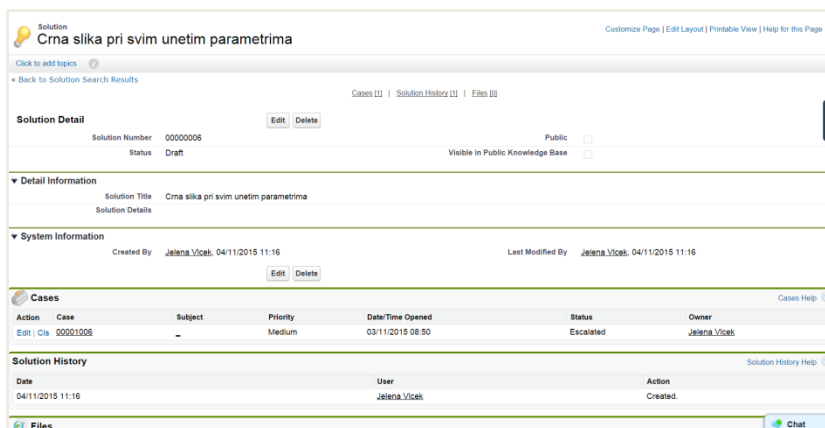 Solution
Crna slika pri svim unetim parametrima
Customize Page | Edit Layout | Printable View | Help for this Page
Click to add topics i
« Back to Solution Search Results
Cases [1] | Solution History [1] | Files [0]
Solution Detail Edit Delete
Solution Number 00000006 Public
Status Draft Visible in Public Knowledge Base
▼ Detail Information
Solution Title Crna slika pri svim unetim parametrima
Solution Details
▼ System Information
Created By Jelena Vlcek, 04/11/2015 11:16 Last Modified By Jelena Vlcek, 04/11/2015 11:16
Edit Delete
Cases Cases Help
Action Case Subject Priority Date/Time Opened Status Owner
Edit | Cls 00001006 _ Medium 03/11/2015 08:50 Escalated Jelena Vlcek
Solution History Solution History Help
Date User Action
04/11/2015 11:16 Jelena Vlcek Created.
Files Chat